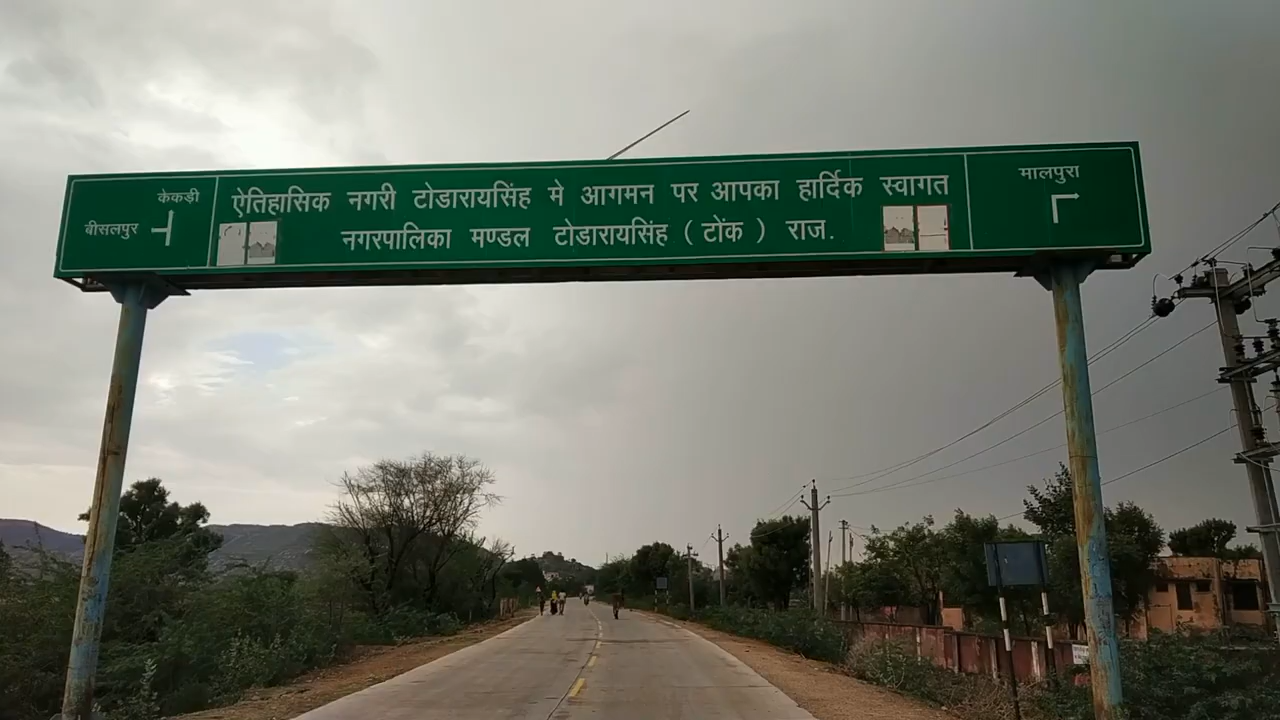 केकड़ी
बीसलपुर
ऐतिहासिक नगरी टोडारायसिंह मे आगमन पर आपका हार्दिक स्वागत
नगरपालिका मण्डल टोडारायसिंह ( टोंक ) राज.
मालपुरा